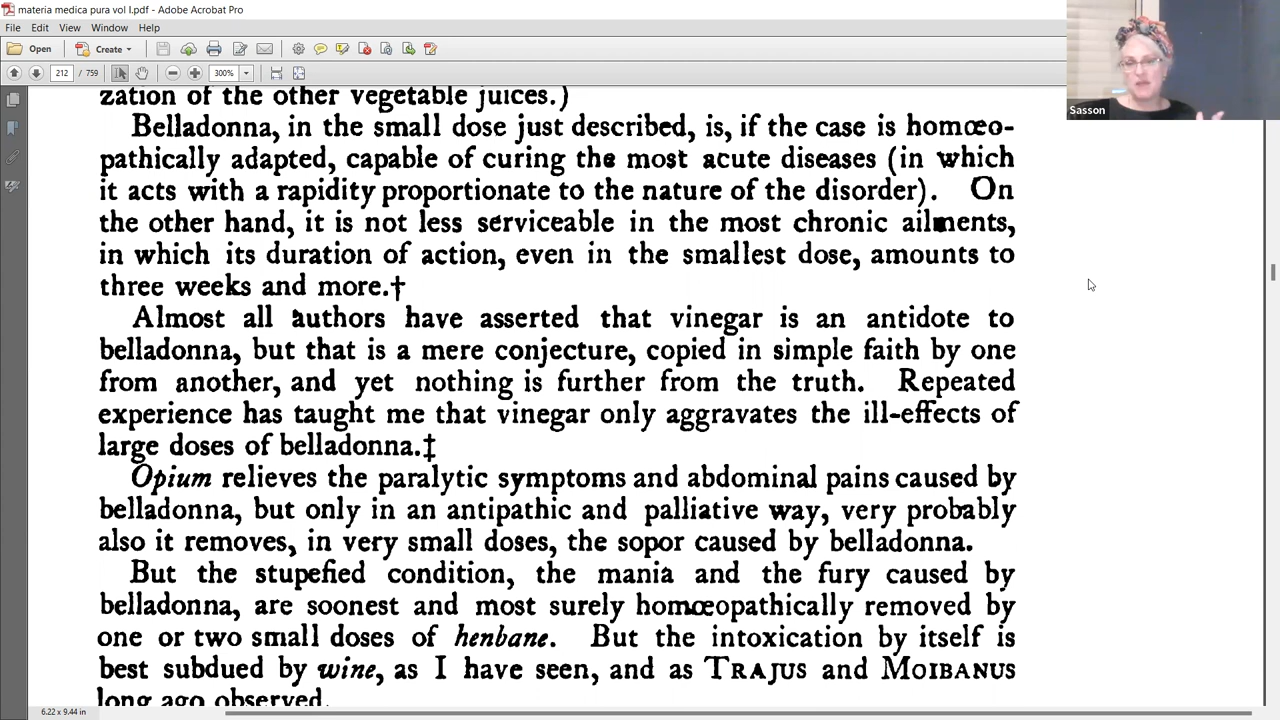 materia medica pura vol I.pdf - Adobe Acrobat Pro
File Edit View Window Help
Open Create
212 / 759 300%
Sasson
zation of the other vegetable juices.)
Belladonna, in the small dose just described, is, if the case is homœo-
pathically adapted, capable of curing the most acute diseases (in which
it acts with a rapidity proportionate to the nature of the disorder). On
the other hand, it is not less serviceable in the most chronic ailments,
in which its duration of action, even in the smallest dose, amounts to
three weeks and more.†
Almost all authors have asserted that vinegar is an antidote to
belladonna, but that is a mere conjecture, copied in simple faith by one
from another, and yet nothing is further from the truth. Repeated
experience has taught me that vinegar only aggravates the ill-effects of
large doses of belladonna.‡
Opium relieves the paralytic symptoms and abdominal pains caused by
belladonna, but only in an antipathic and palliative way, very probably
also it removes, in very small doses, the sopor caused by belladonna.
But the stupefied condition, the mania and the fury caused by
belladonna, are soonest and most surely homœopathically removed by
one or two small doses of henbane. But the intoxication by itself is
best subdued by wine, as I have seen, and as TRAJUS and MOIBANUS
long ago observed.
6.22 x 9.44 in